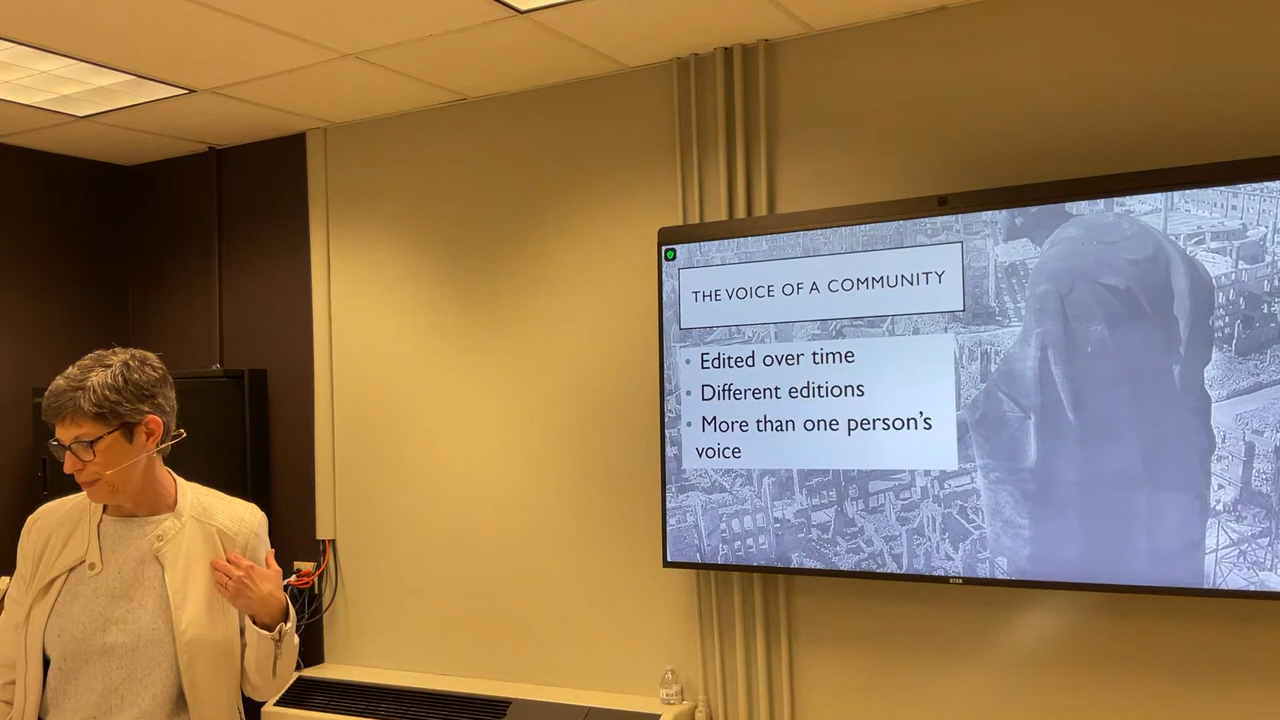 THE VOICE OF A COMMUNITY
Edited over time
Different editions
More than one person's
voice